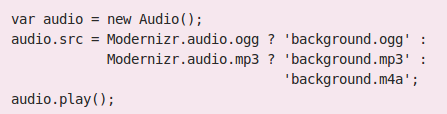 var audio = new Audio();
audio.src = Modernizr.audio.ogg ? 'background.ogg' :
            Modernizr.audio.mp3 ? 'background.mp3' :
                                  'background.m4a';
audio.play();